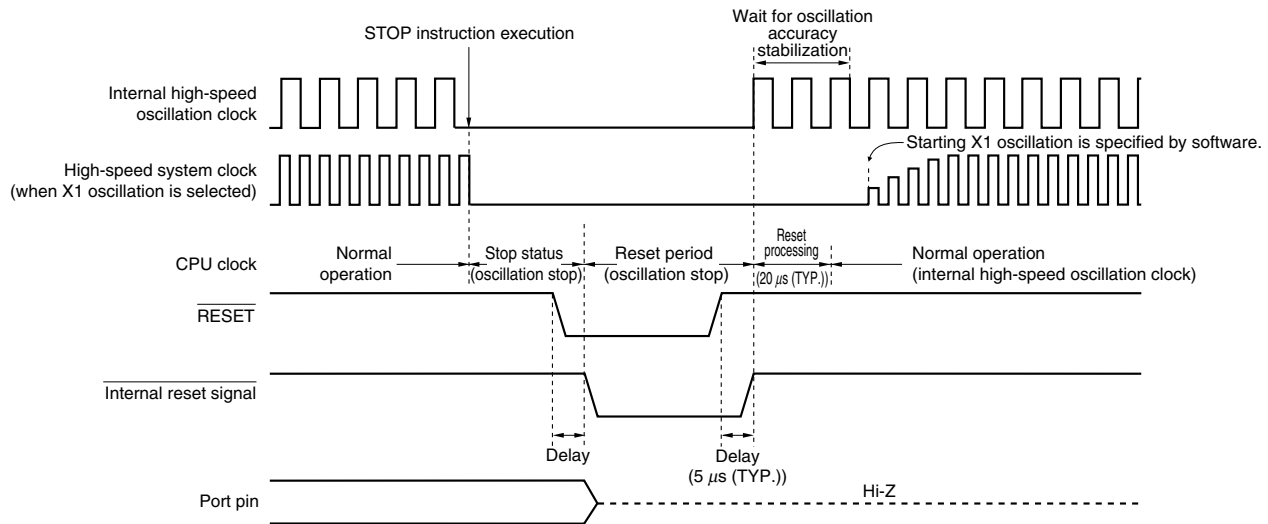 Wait for oscillation
accuracy
stabilization
STOP instruction execution
Internal high-speed
oscillation clock
Starting X1 oscillation is specified by software.
High-speed system clock
(when X1 oscillation is selected)
CPU clock
Normal
operation
Stop status
(oscillation stop)
Reset period
(oscillation stop)
Reset
processing
(20 μs (TYP.))
Normal operation
(internal high-speed oscillation clock)
RESET
Internal reset signal
Delay
Delay
(5 μs (TYP.))
Port pin
Hi-Z